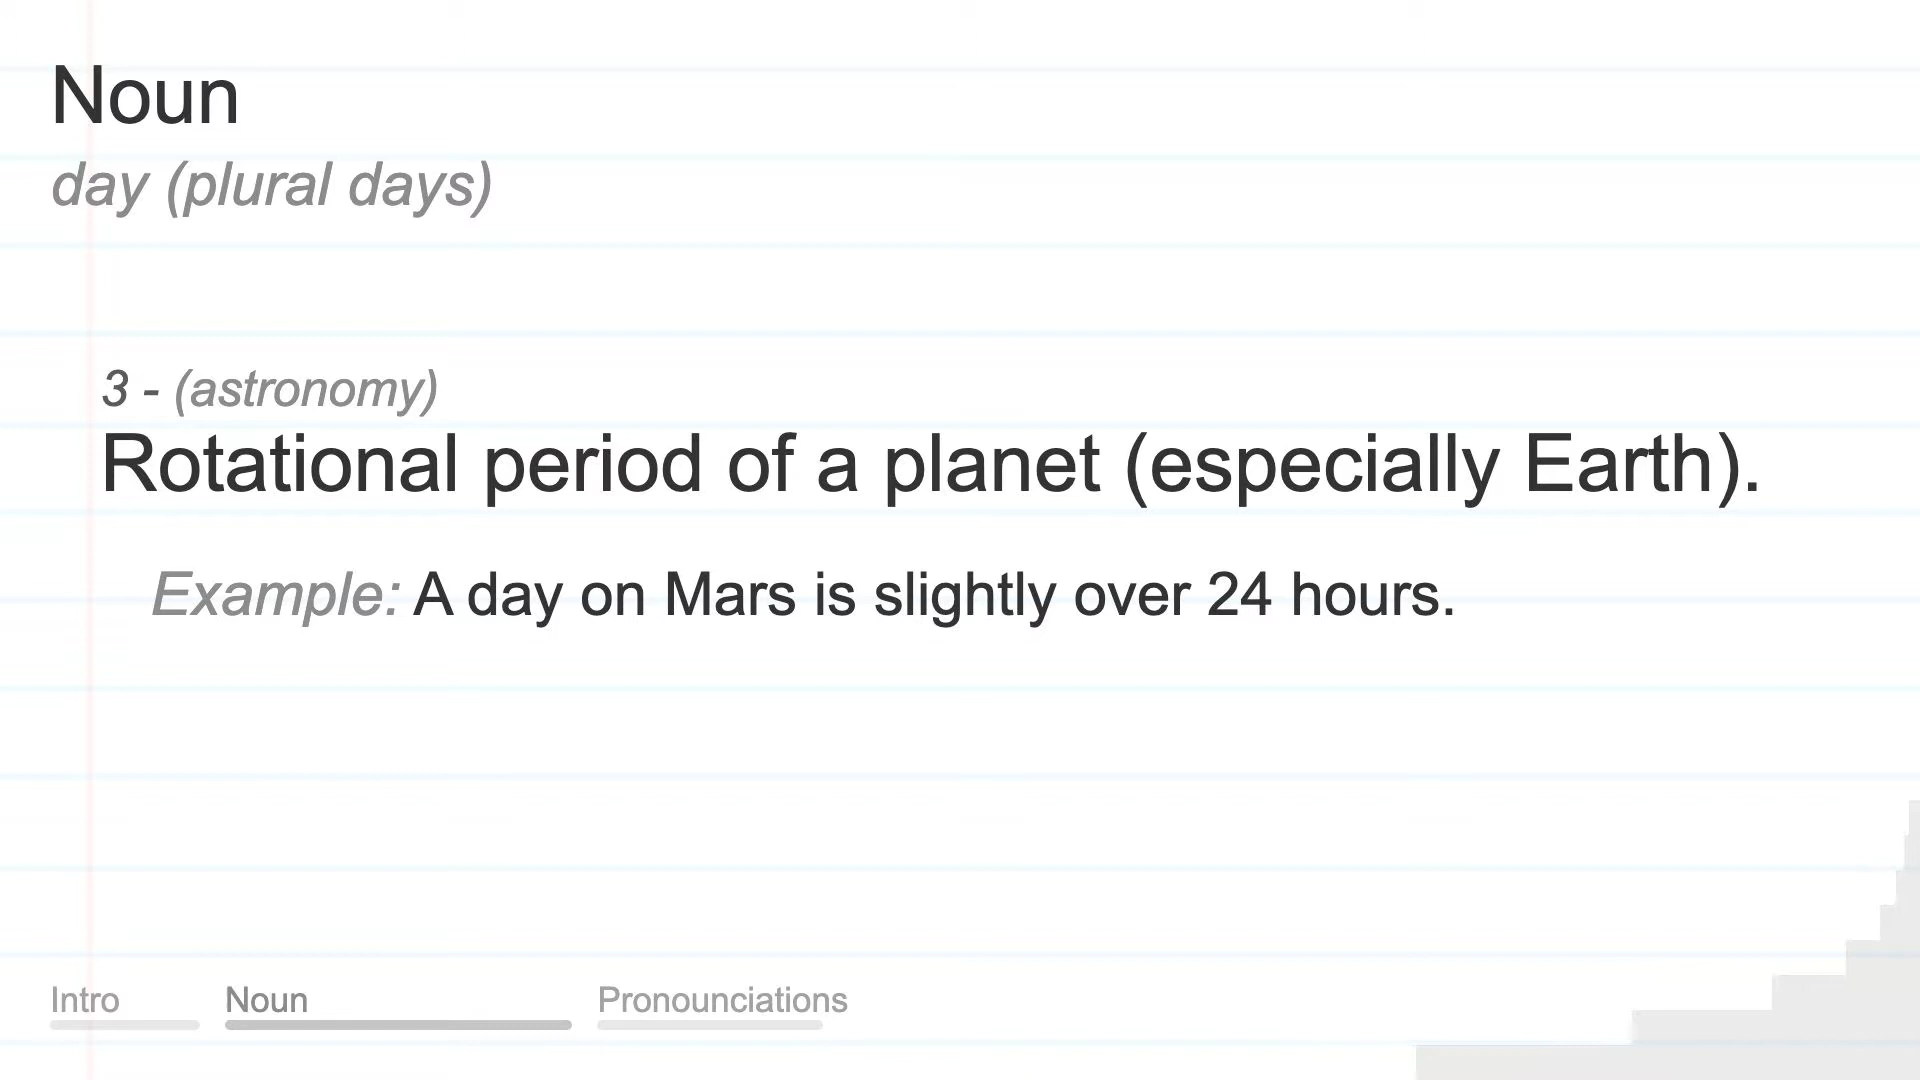 Noun
day (plural days)
3 - (astronomy)
Rotational period of a planet (especially Earth).
Example: A day on Mars is slightly over 24 hours.
Intro Noun Pronounciations